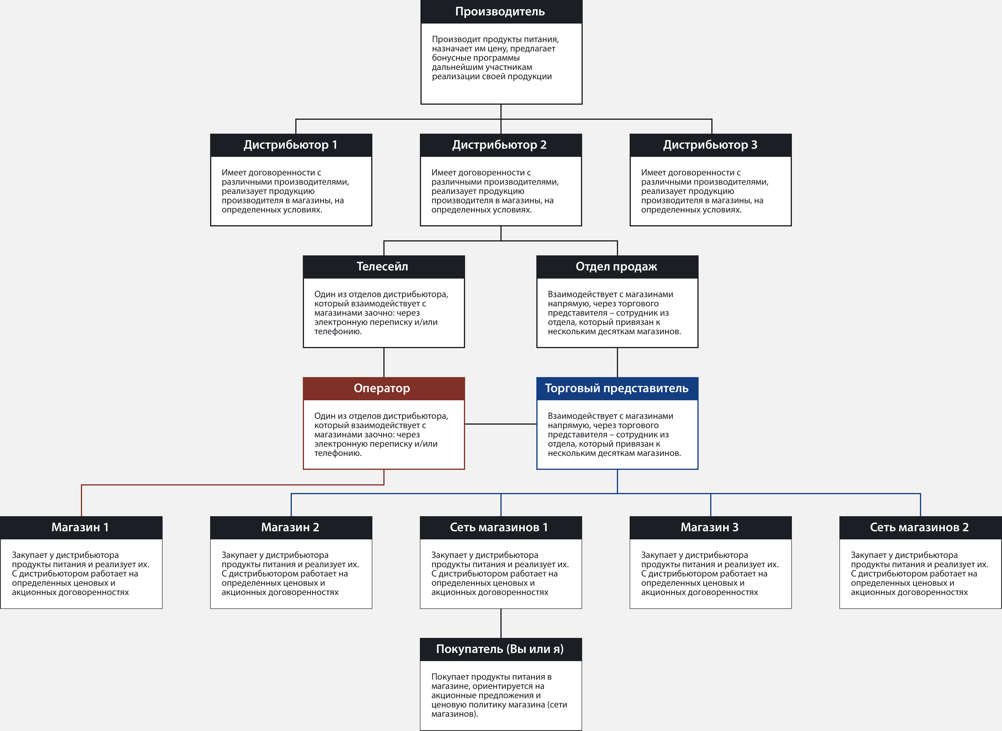 Производитель
Производит продукты питания,
назначает им цену, предлагает
бонусные программы
дальнейшим участникам
реализации своей продукции
Дистрибьютор 1
Имеет договоренности с
различными производителями,
реализует продукцию
производителя в магазины, на
определенных условиях.
Дистрибьютор 2
Имеет договоренности с
различными производителями,
реализует продукцию
производителя в магазины, на
определенных условиях.
Дистрибьютор 3
Имеет договоренности с
различными производителями,
реализует продукцию
производителя в магазины, на
определенных условиях.
Телесейл
Один из отделов дистрибьютора,
который взаимодействует с
магазинами заочно: через
электронную переписку и/или
телефонию.
Отдел продаж
Взаимодействует с магазинами
напрямую, через торгового
представителя – сотрудник из
отдела, который привязан к
нескольким десяткам магазинов.
Оператор
Один из отделов дистрибьютора,
который взаимодействует с
магазинами заочно: через
электронную переписку и/или
телефонию.
Торговый представитель
Взаимодействует с магазинами
напрямую, через торгового
представителя – сотрудник из
отдела, который привязан к
нескольким десяткам магазинов.
Магазин 1
Закупает у дистрибьютора
продукты питания и реализует их.
С дистрибьютором работает на
определенных ценовых и
акционных договоренностях
Магазин 2
Закупает у дистрибьютора
продукты питания и реализует их.
С дистрибьютором работает на
определенных ценовых и
акционных договоренностях
Сеть магазинов 1
Закупает у дистрибьютора
продукты питания и реализует их.
С дистрибьютором работает на
определенных ценовых и
акционных договоренностях
Магазин 3
Закупает у дистрибьютора
продукты питания и реализует их.
С дистрибьютором работает на
определенных ценовых и
акционных договоренностях
Сеть магазинов 2
Закупает у дистрибьютора
продукты питания и реализует их.
С дистрибьютором работает на
определенных ценовых и
акционных договоренностях
Покупатель (Вы или я)
Покупает продукты питания в
магазине, ориентируется на
акционные предложения и
ценовую политику магазина (сети
магазинов).